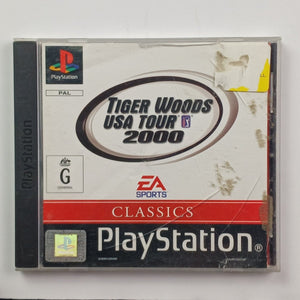 PlayStation
PAL
PlayStation
TIGER WOODS
USA TOUR
2000
G
EA
SPORTS
CLASSICS
PlayStation®